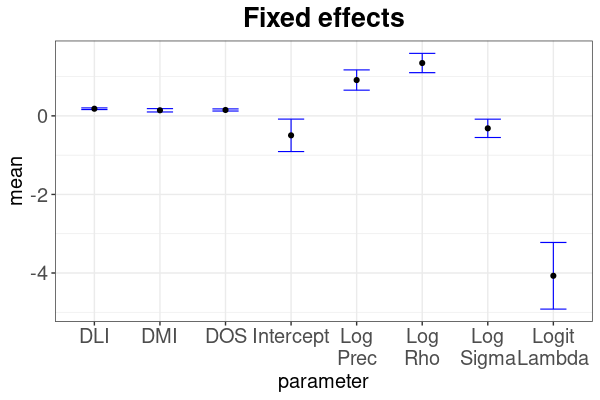 Fixed effects
mean
0
-2
-4
DLI DMI DOS Intercept Log Prec Log Rho Log Sigma Logit Lambda
parameter